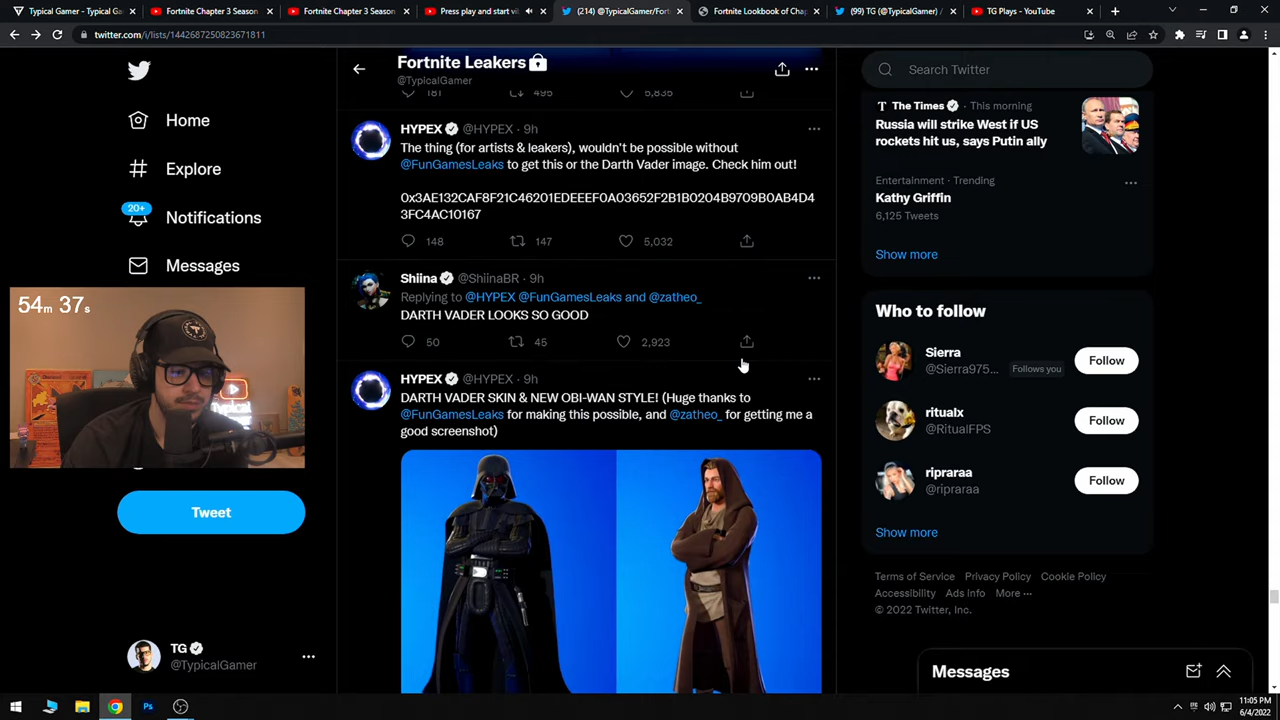 Typical Gamer - Typical Ga
Fortnite Chapter 3 Season
Fortnite Chapter 3 Season
Press play and start vi
(214) @TypicalGamer/Fort
Fortnite Lookbook of Chap
(99) TG (@TypicalGamer) /
TG Plays - YouTube
twitter.com/i/lists/1442687250823671811
Home
Explore
20+
Notifications
Messages
54m 37s
Typical
Tweet
TG
@TypicalGamer
Fortnite Leakers
@TypicalGamer
181
495
5,835
HYPEX @HYPEX · 9h
The thing (for artists & leakers), wouldn't be possible without
@FunGamesLeaks to get this or the Darth Vader image. Check him out!
0x3AE132CAF8F21C46201EDEEEF0A03652F2B1B0204B9709B0AB4D4
3FC4AC10167
148
147
5,032
Shiina @ShiinaBR · 9h
Replying to @HYPEX @FunGamesLeaks and @zatheo_
DARTH VADER LOOKS SO GOOD
50
45
2,923
HYPEX @HYPEX · 9h
DARTH VADER SKIN & NEW OBI-WAN STYLE! (Huge thanks to
@FunGamesLeaks for making this possible, and @zatheo_ for getting me a
good screenshot)
Search Twitter
The Times · This morning
Russia will strike West if US
rockets hit us, says Putin ally
Entertainment · Trending
Kathy Griffin
6,125 Tweets
Show more
Who to follow
Sierra
@Sierra975...
Follows you
Follow
ritualx
@RitualFPS
Follow
ripraraa
@ripraraa
Follow
Show more
Terms of Service Privacy Policy Cookie Policy
Accessibility Ads info More ···
© 2022 Twitter, Inc.
Messages
11:05 PM
6/4/2022